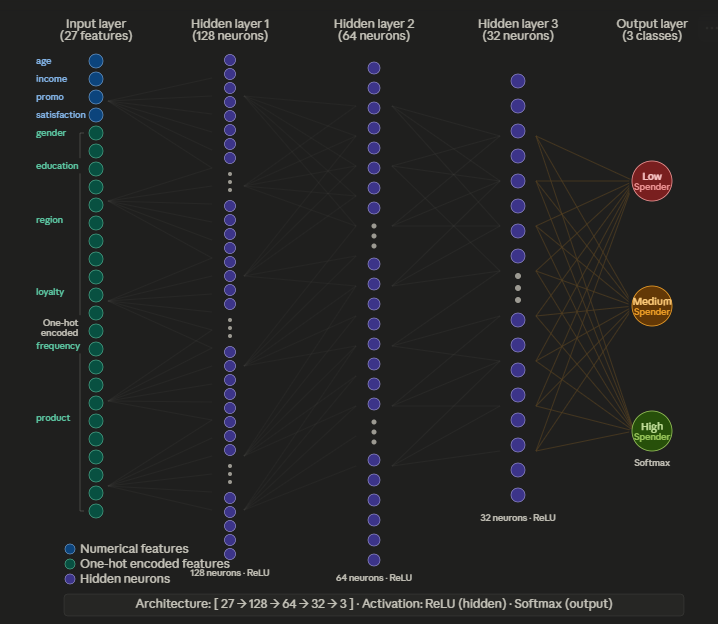 Input layer
(27 features)
Hidden layer 1
(128 neurons)
Hidden layer 2
(64 neurons)
Hidden layer 3
(32 neurons)
Output layer
(3 classes)
age
income
promo
satisfaction
gender
education
region
loyalty
One-hot
encoded
frequency
product
Low
Spender
Medium
Spender
High
Spender
Softmax
32 neurons · ReLU
Numerical features
One-hot encoded features
Hidden neurons
128 neurons · ReLU
64 neurons · ReLU
Architecture: [ 27 → 128 → 64 → 32 → 3 ] · Activation: ReLU (hidden) · Softmax (output)